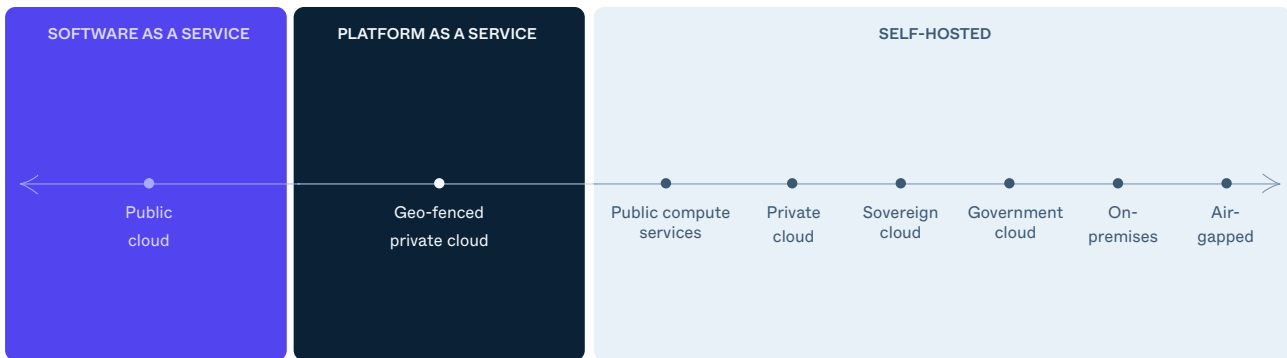 SOFTWARE AS A SERVICE
PLATFORM AS A SERVICE
SELF-HOSTED
Public
cloud
Geo-fenced
private cloud
Public compute
services
Private
cloud
Sovereign
cloud
Government
cloud
On-
premises
Air-
gapped